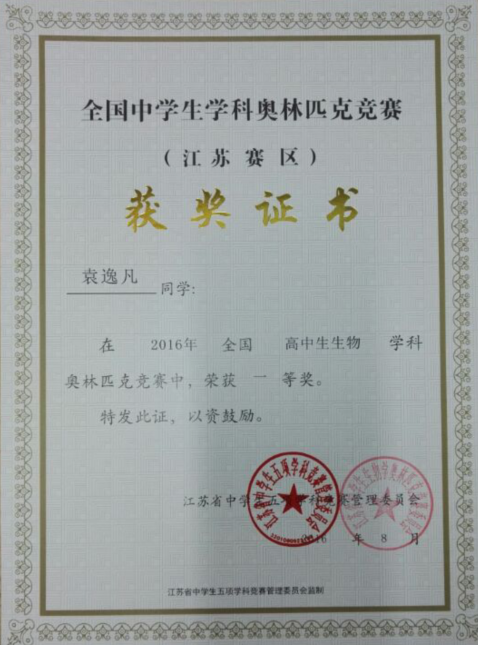 全国中学生学科奥林匹克竞赛
（江苏赛区）
获奖证书
袁逸凡 同学:
在 2016年 全国 高中生生物 学科
奥林匹克竞赛中，荣获 一 等奖。
特发此证，以资鼓励。
江苏省中学生五项学科竞赛管理委员会
2016 年 8 月
江苏省中学生五项学科竞赛管理委员会监制